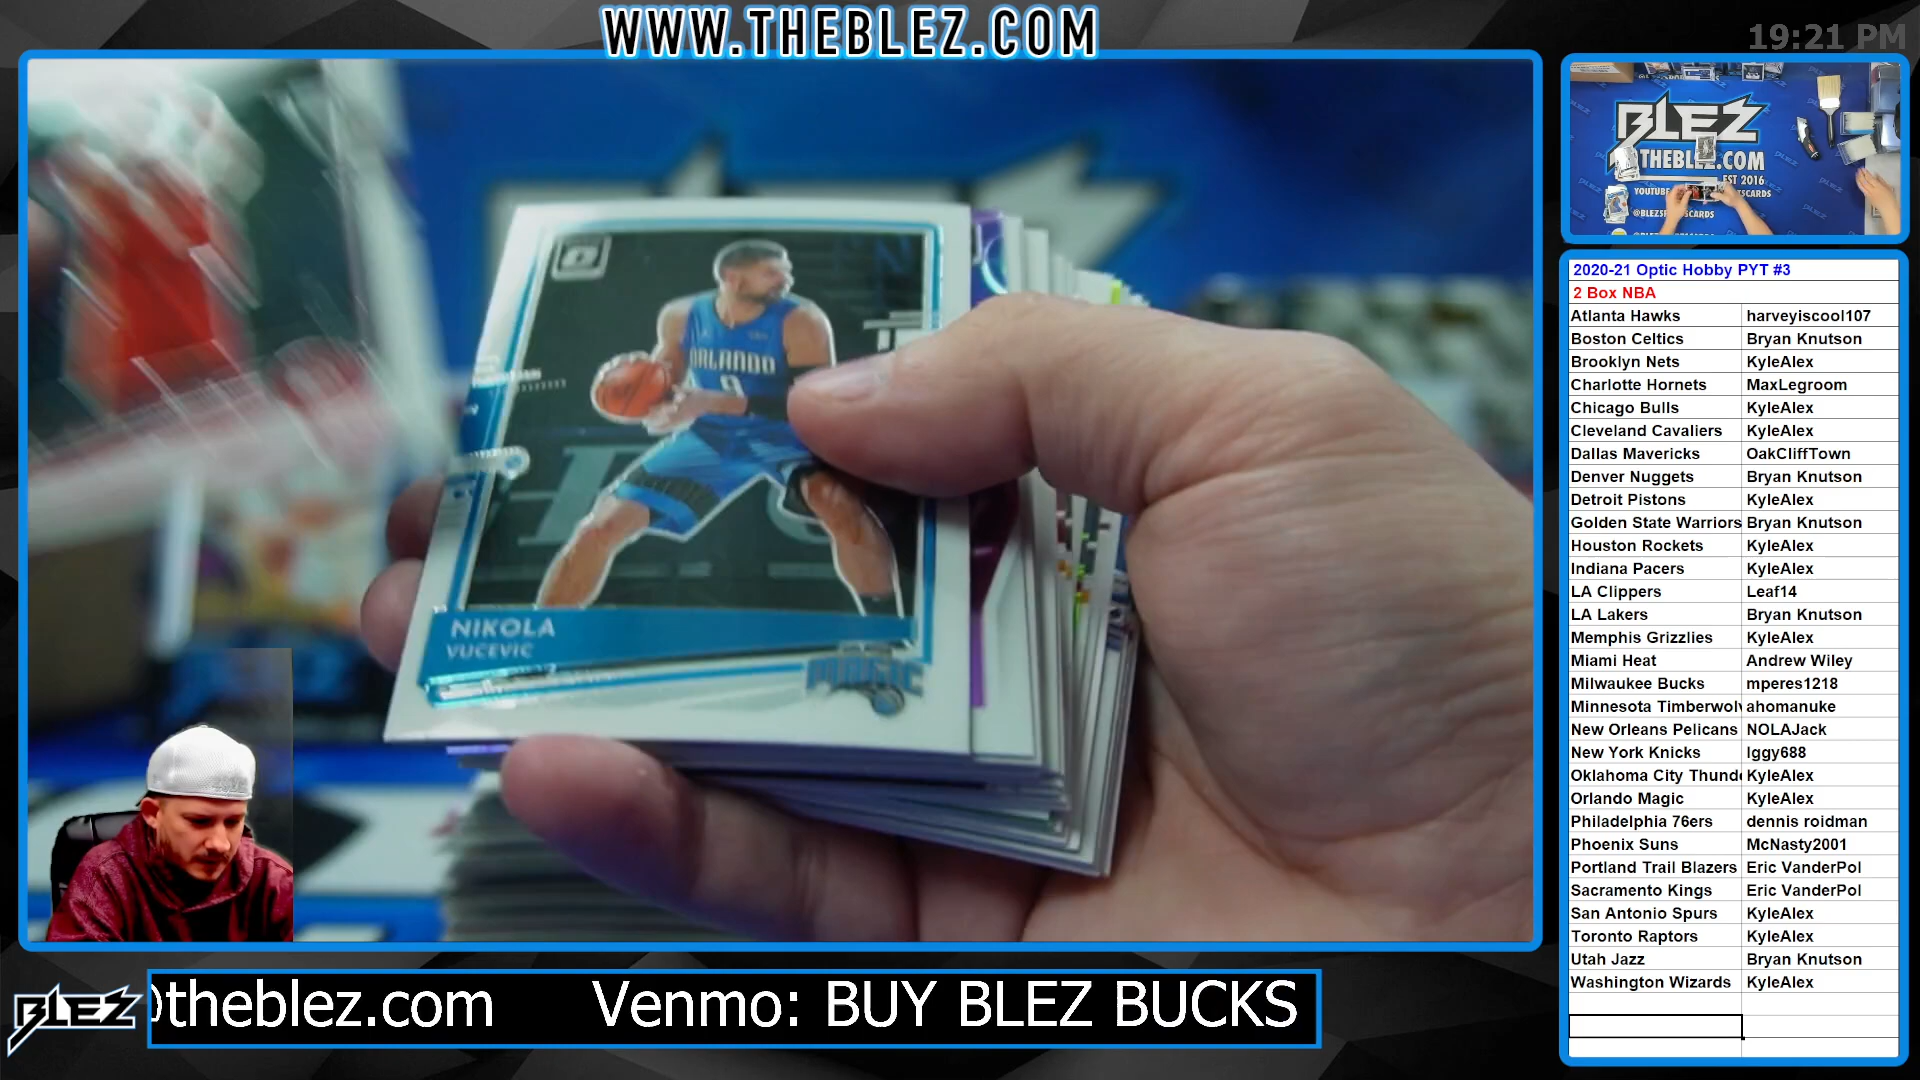 WWW.THEBLEZ.COM
19:21 PM
BLEZ
@THEBLEZ.COM
EST 2016
ORLANDO
9
NIKOLA
VUCEVIC
MAGIC
2020-21 Optic Hobby PYT #3
2 Box NBA
Atlanta Hawks harveyiscool107
Boston Celtics Bryan Knutson
Brooklyn Nets KyleAlex
Charlotte Hornets MaxLegroom
Chicago Bulls KyleAlex
Cleveland Cavaliers KyleAlex
Dallas Mavericks OakCliffTown
Denver Nuggets Bryan Knutson
Detroit Pistons KyleAlex
Golden State Warriors Bryan Knutson
Houston Rockets KyleAlex
Indiana Pacers KyleAlex
LA Clippers Leaf14
LA Lakers Bryan Knutson
Memphis Grizzlies KyleAlex
Miami Heat Andrew Wiley
Milwaukee Bucks mperes1218
Minnesota Timberwolv ahomanuke
New Orleans Pelicans NOLAJack
New York Knicks Iggy688
Oklahoma City Thunde KyleAlex
Orlando Magic KyleAlex
Philadelphia 76ers dennis roidman
Phoenix Suns McNasty2001
Portland Trail Blazers Eric VanderPol
Sacramento Kings Eric VanderPol
San Antonio Spurs KyleAlex
Toronto Raptors KyleAlex
Utah Jazz Bryan Knutson
Washington Wizards KyleAlex
BLEZ
@theblez.com Venmo: BUY BLEZ BUCKS